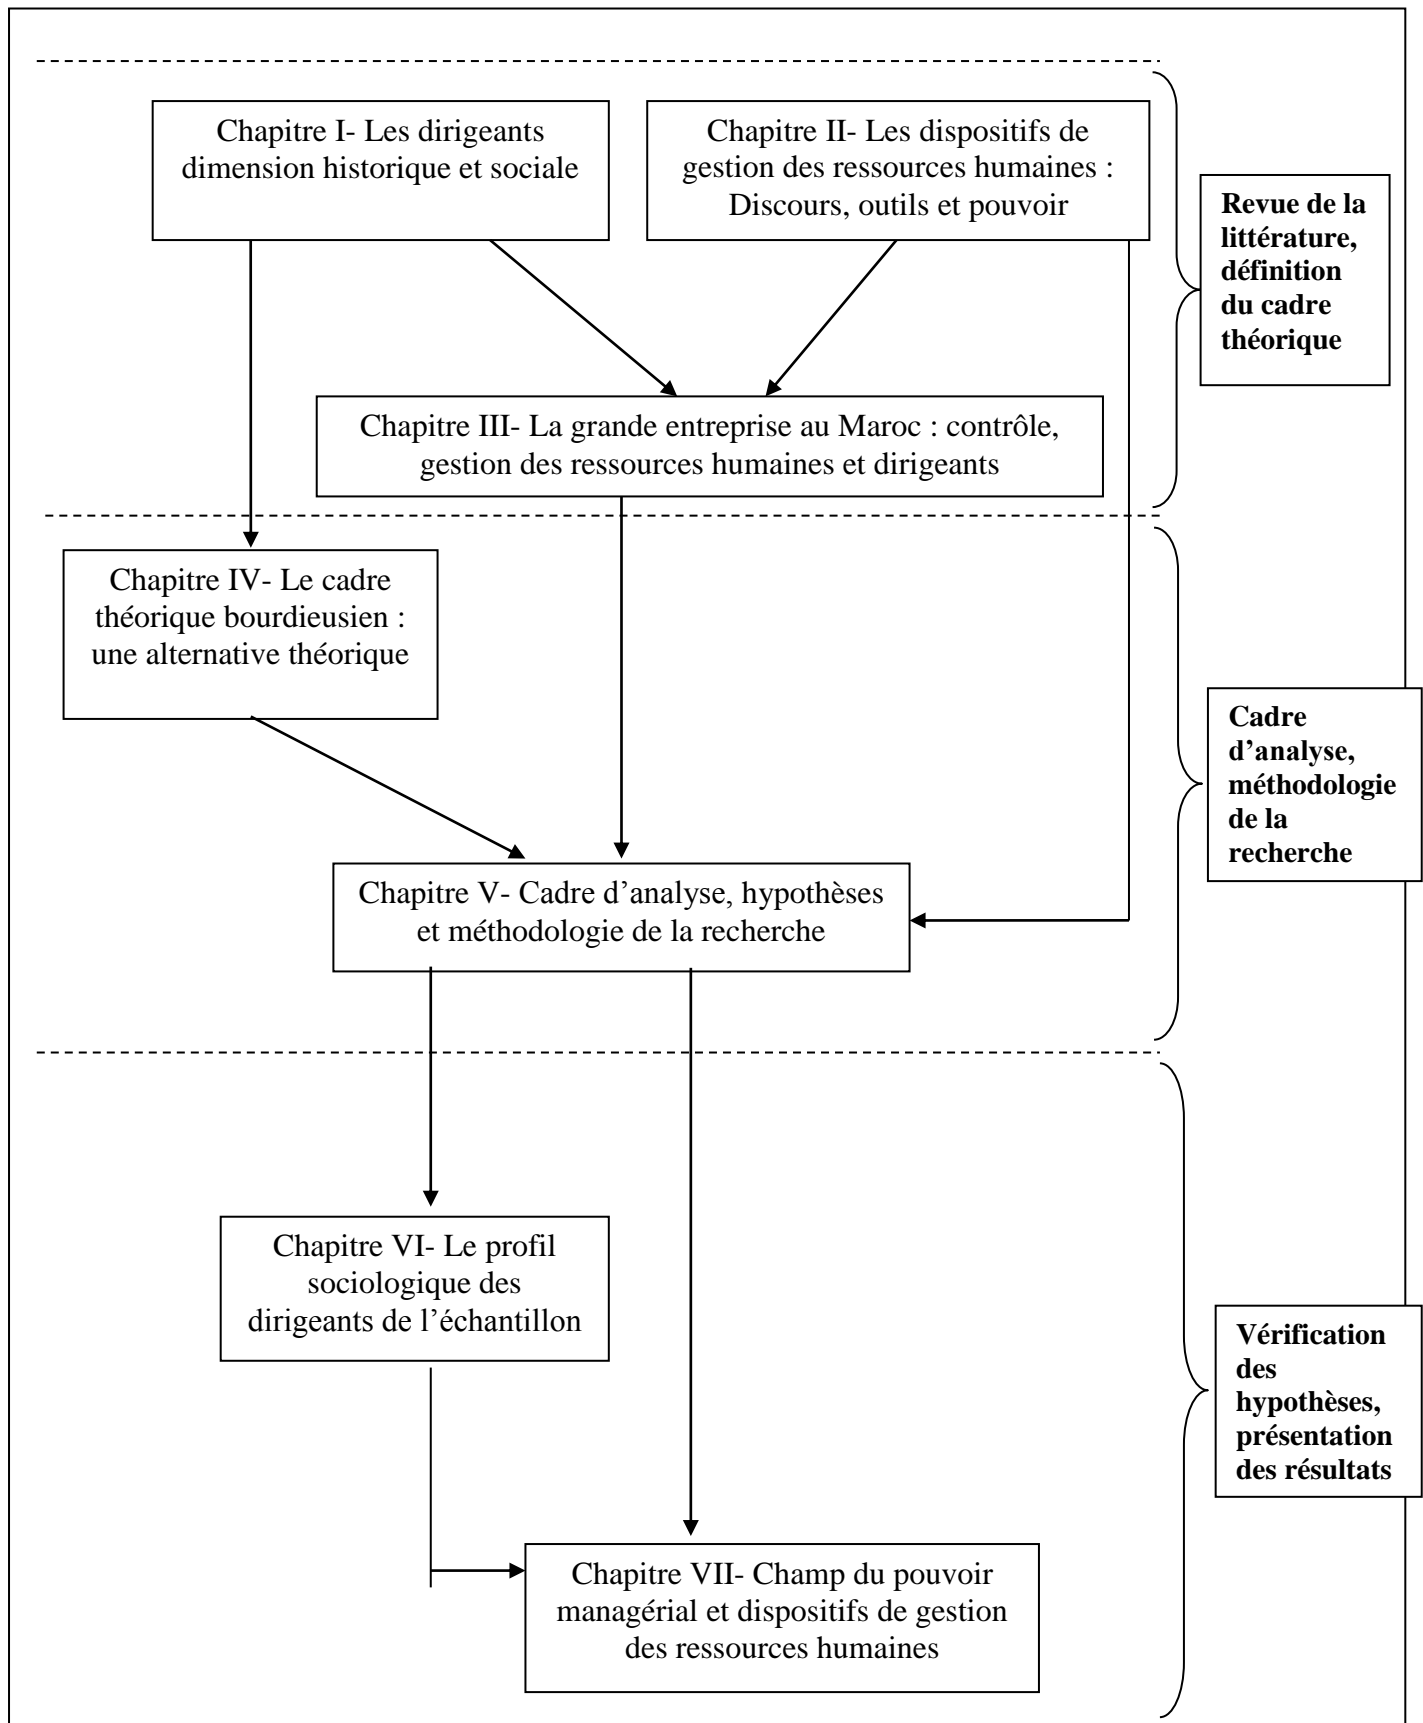 Chapitre I- Les dirigeants
dimension historique et sociale
Chapitre II- Les dispositifs de
gestion des ressources humaines :
Discours, outils et pouvoir
Revue de la
littérature,
définition
du cadre
théorique
Chapitre III- La grande entreprise au Maroc : contrôle,
gestion des ressources humaines et dirigeants
Chapitre IV- Le cadre
théorique bourdieusien :
une alternative théorique
Cadre
d’analyse,
méthodologie
de la
recherche
Chapitre V- Cadre d’analyse, hypothèses
et méthodologie de la recherche
Chapitre VI- Le profil
sociologique des
dirigeants de l’échantillon
Vérification
des
hypothèses,
présentation
des résultats
Chapitre VII- Champ du pouvoir
managérial et dispositifs de gestion
des ressources humaines